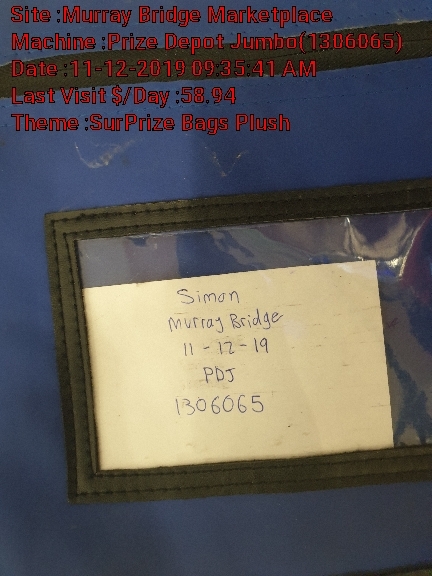 Site :Murray Bridge Marketplace
Machine :Prize Depot Jumbo(1306065)
Date :11-12-2019 09:35:41 AM
Last Visit $/Day :58.94
Theme :SurPrize Bags Plush
Simon
Murray Bridge
11-12-19
PDJ
1306065